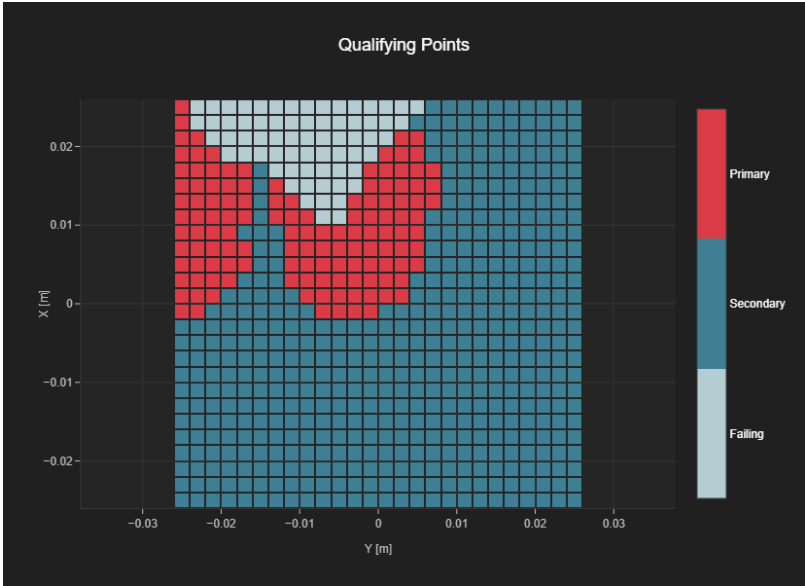 Qualifying Points
0.02
0.01
0
−0.01
−0.02
X [m]
−0.03
−0.02
−0.01
0
0.01
0.02
0.03
Y [m]
Primary
Secondary
Failing